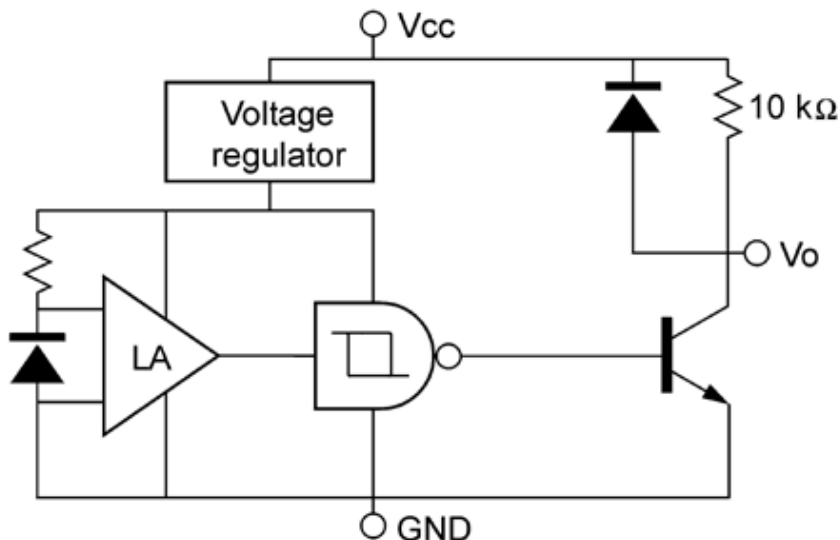 Vcc
Voltage
regulator
10 kΩ
Vo
LA
GND